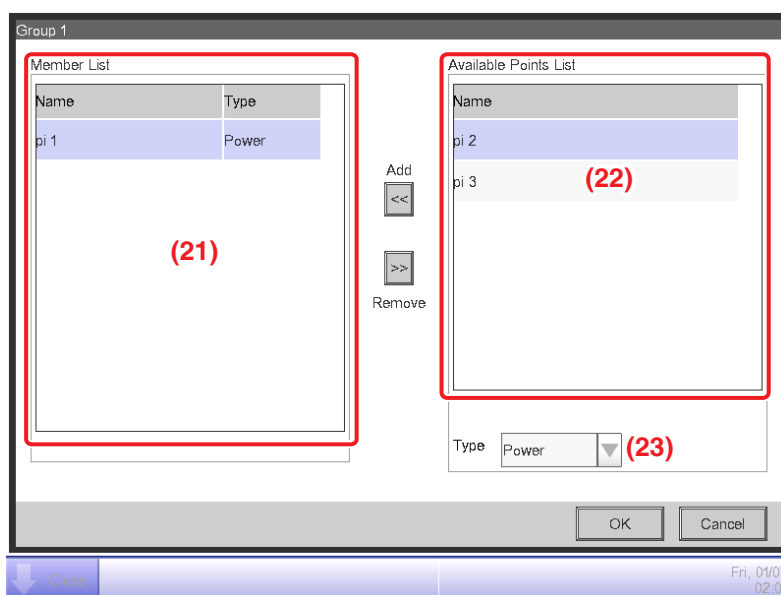 Group 1
Member List
Name Type
pi 1 Power
(21)
Add
<<
>>
Remove
Available Points List
Name
pi 2
pi 3
(22)
Type Power (23)
OK Cancel
Close
Fri, 01/0
02:0